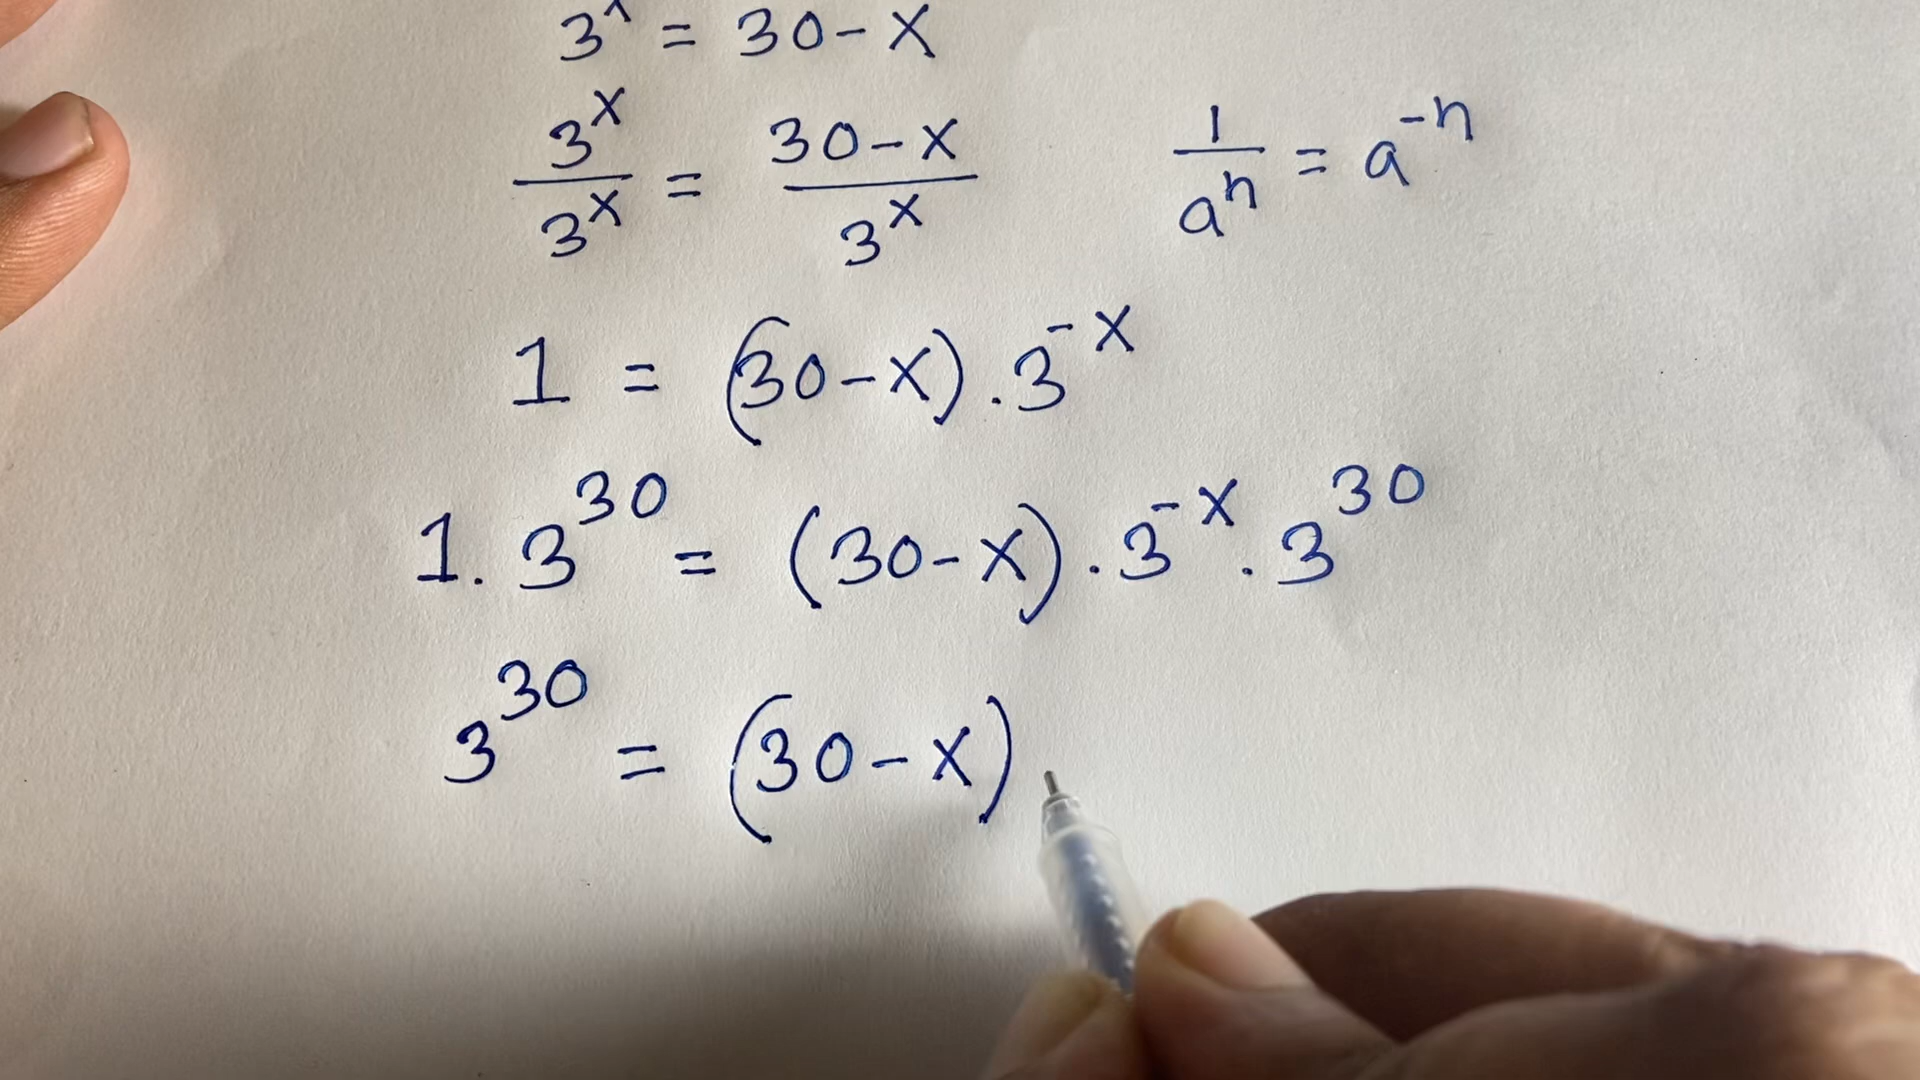 3^x = 30-x
3^x/3^x = (30-x)/3^x
1/a^n = a^-n
1 = (30-x).3^-x
1.3^30 = (30-x).3^-x.3^30
3^30 = (30-x)